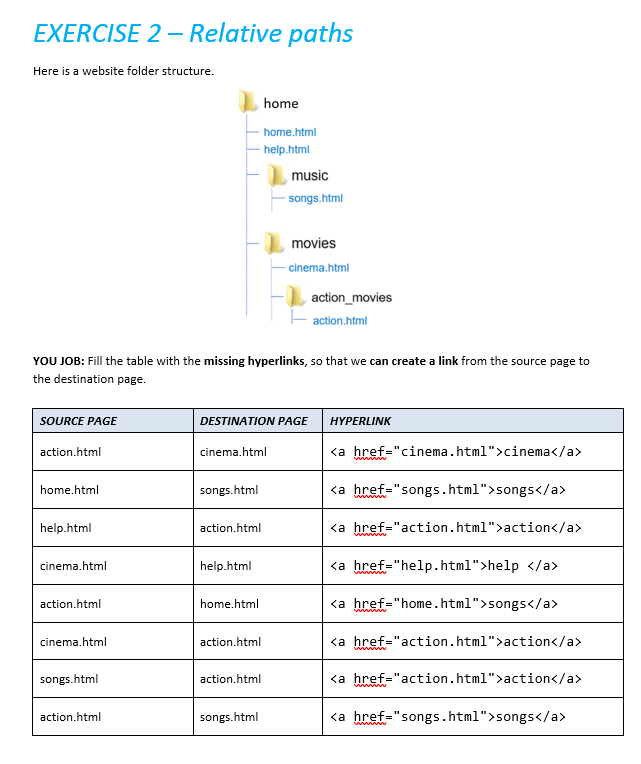 EXERCISE 2 – Relative paths
Here is a website folder structure.
home
home.html
help.html
music
songs.html
movies
cinema.html
action_movies
action.html
YOU JOB: Fill the table with the missing hyperlinks, so that we can create a link from the source page to
the destination page.
SOURCE PAGE DESTINATION PAGE HYPERLINK
action.html cinema.html <a href="cinema.html">cinema</a>
home.html songs.html <a href="songs.html">songs</a>
help.html action.html <a href="action.html">action</a>
cinema.html help.html <a href="help.html">help </a>
action.html home.html <a href="home.html">songs</a>
cinema.html action.html <a href="action.html">action</a>
songs.html action.html <a href="action.html">action</a>
action.html songs.html <a href="songs.html">songs</a>